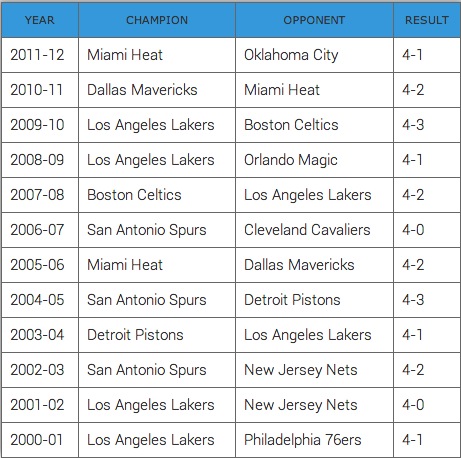 YEAR CHAMPION OPPONENT RESULT
2011-12 Miami Heat Oklahoma City 4-1
2010-11 Dallas Mavericks Miami Heat 4-2
2009-10 Los Angeles Lakers Boston Celtics 4-3
2008-09 Los Angeles Lakers Orlando Magic 4-1
2007-08 Boston Celtics Los Angeles Lakers 4-2
2006-07 San Antonio Spurs Cleveland Cavaliers 4-0
2005-06 Miami Heat Dallas Mavericks 4-2
2004-05 San Antonio Spurs Detroit Pistons 4-3
2003-04 Detroit Pistons Los Angeles Lakers 4-1
2002-03 San Antonio Spurs New Jersey Nets 4-2
2001-02 Los Angeles Lakers New Jersey Nets 4-0
2000-01 Los Angeles Lakers Philadelphia 76ers 4-1